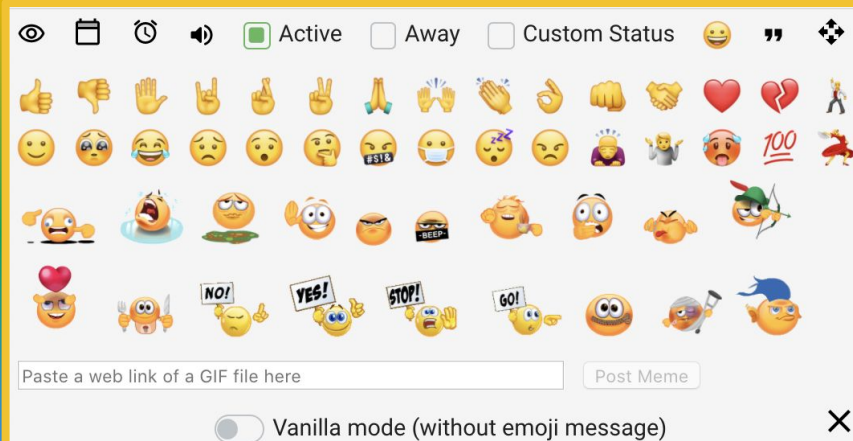 Active Away Custom Status
#$!&
zzz
100
-BEEP-
NO! YES! STOP! GO!
Paste a web link of a GIF file here Post Meme
Vanilla mode (without emoji message)